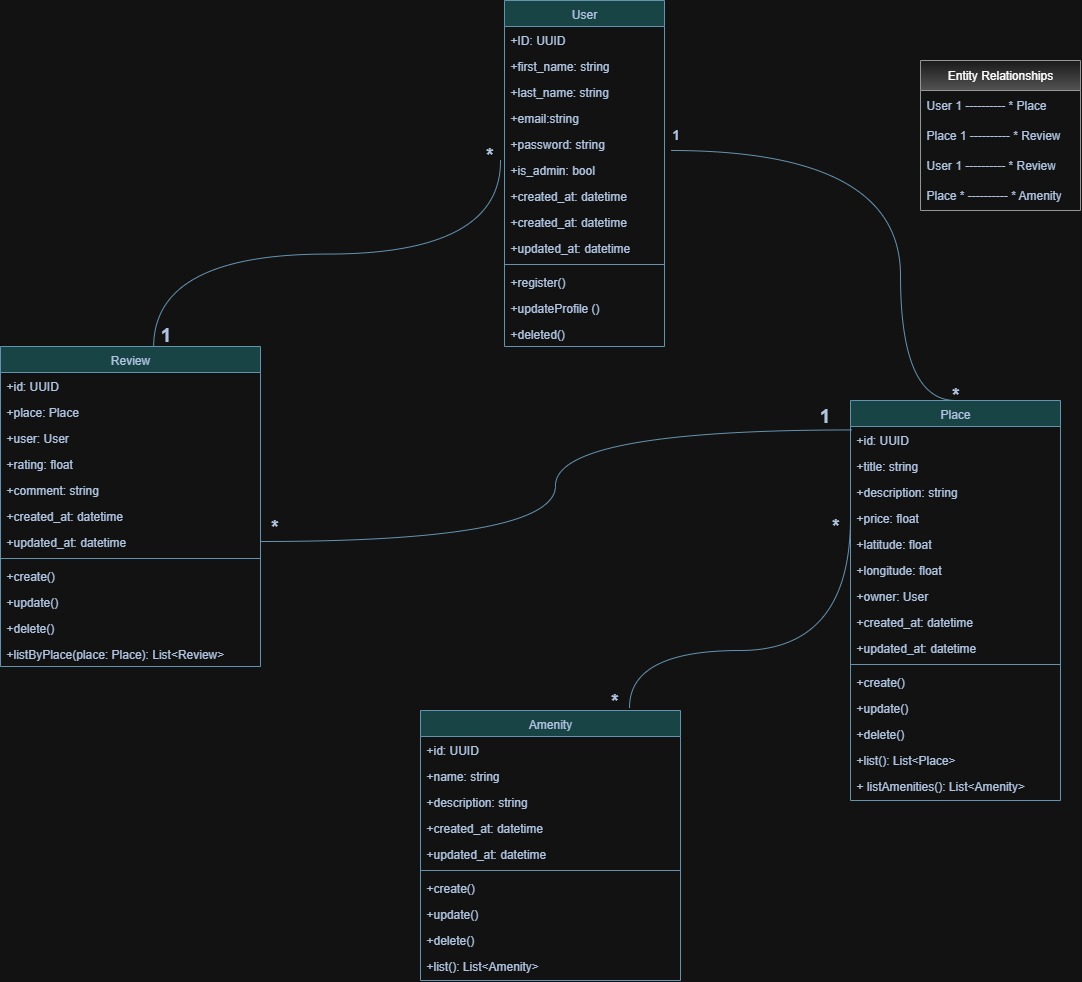 User
+ID: UUID
+first_name: string
+last_name: string
+email:string
+password: string
+is_admin: bool
+created_at: datetime
+created_at: datetime
+updated_at: datetime
+register()
+updateProfile ()
+deleted()
Entity Relationships
User 1 ---------- * Place
Place 1 ---------- * Review
User 1 ---------- * Review
Place * ---------- * Amenity
*
1
1
*
Review
+id: UUID
+place: Place
+user: User
+rating: float
+comment: string
+created_at: datetime
+updated_at: datetime
+create()
+update()
+delete()
+listByPlace(place: Place): List<Review>
*
1
Place
+id: UUID
+title: string
+description: string
+price: float
+latitude: float
+longitude: float
+owner: User
+created_at: datetime
+updated_at: datetime
+create()
+update()
+delete()
+list(): List<Place>
+ listAmenities(): List<Amenity>
*
*
Amenity
+id: UUID
+name: string
+description: string
+created_at: datetime
+updated_at: datetime
+create()
+update()
+delete()
+list(): List<Amenity>